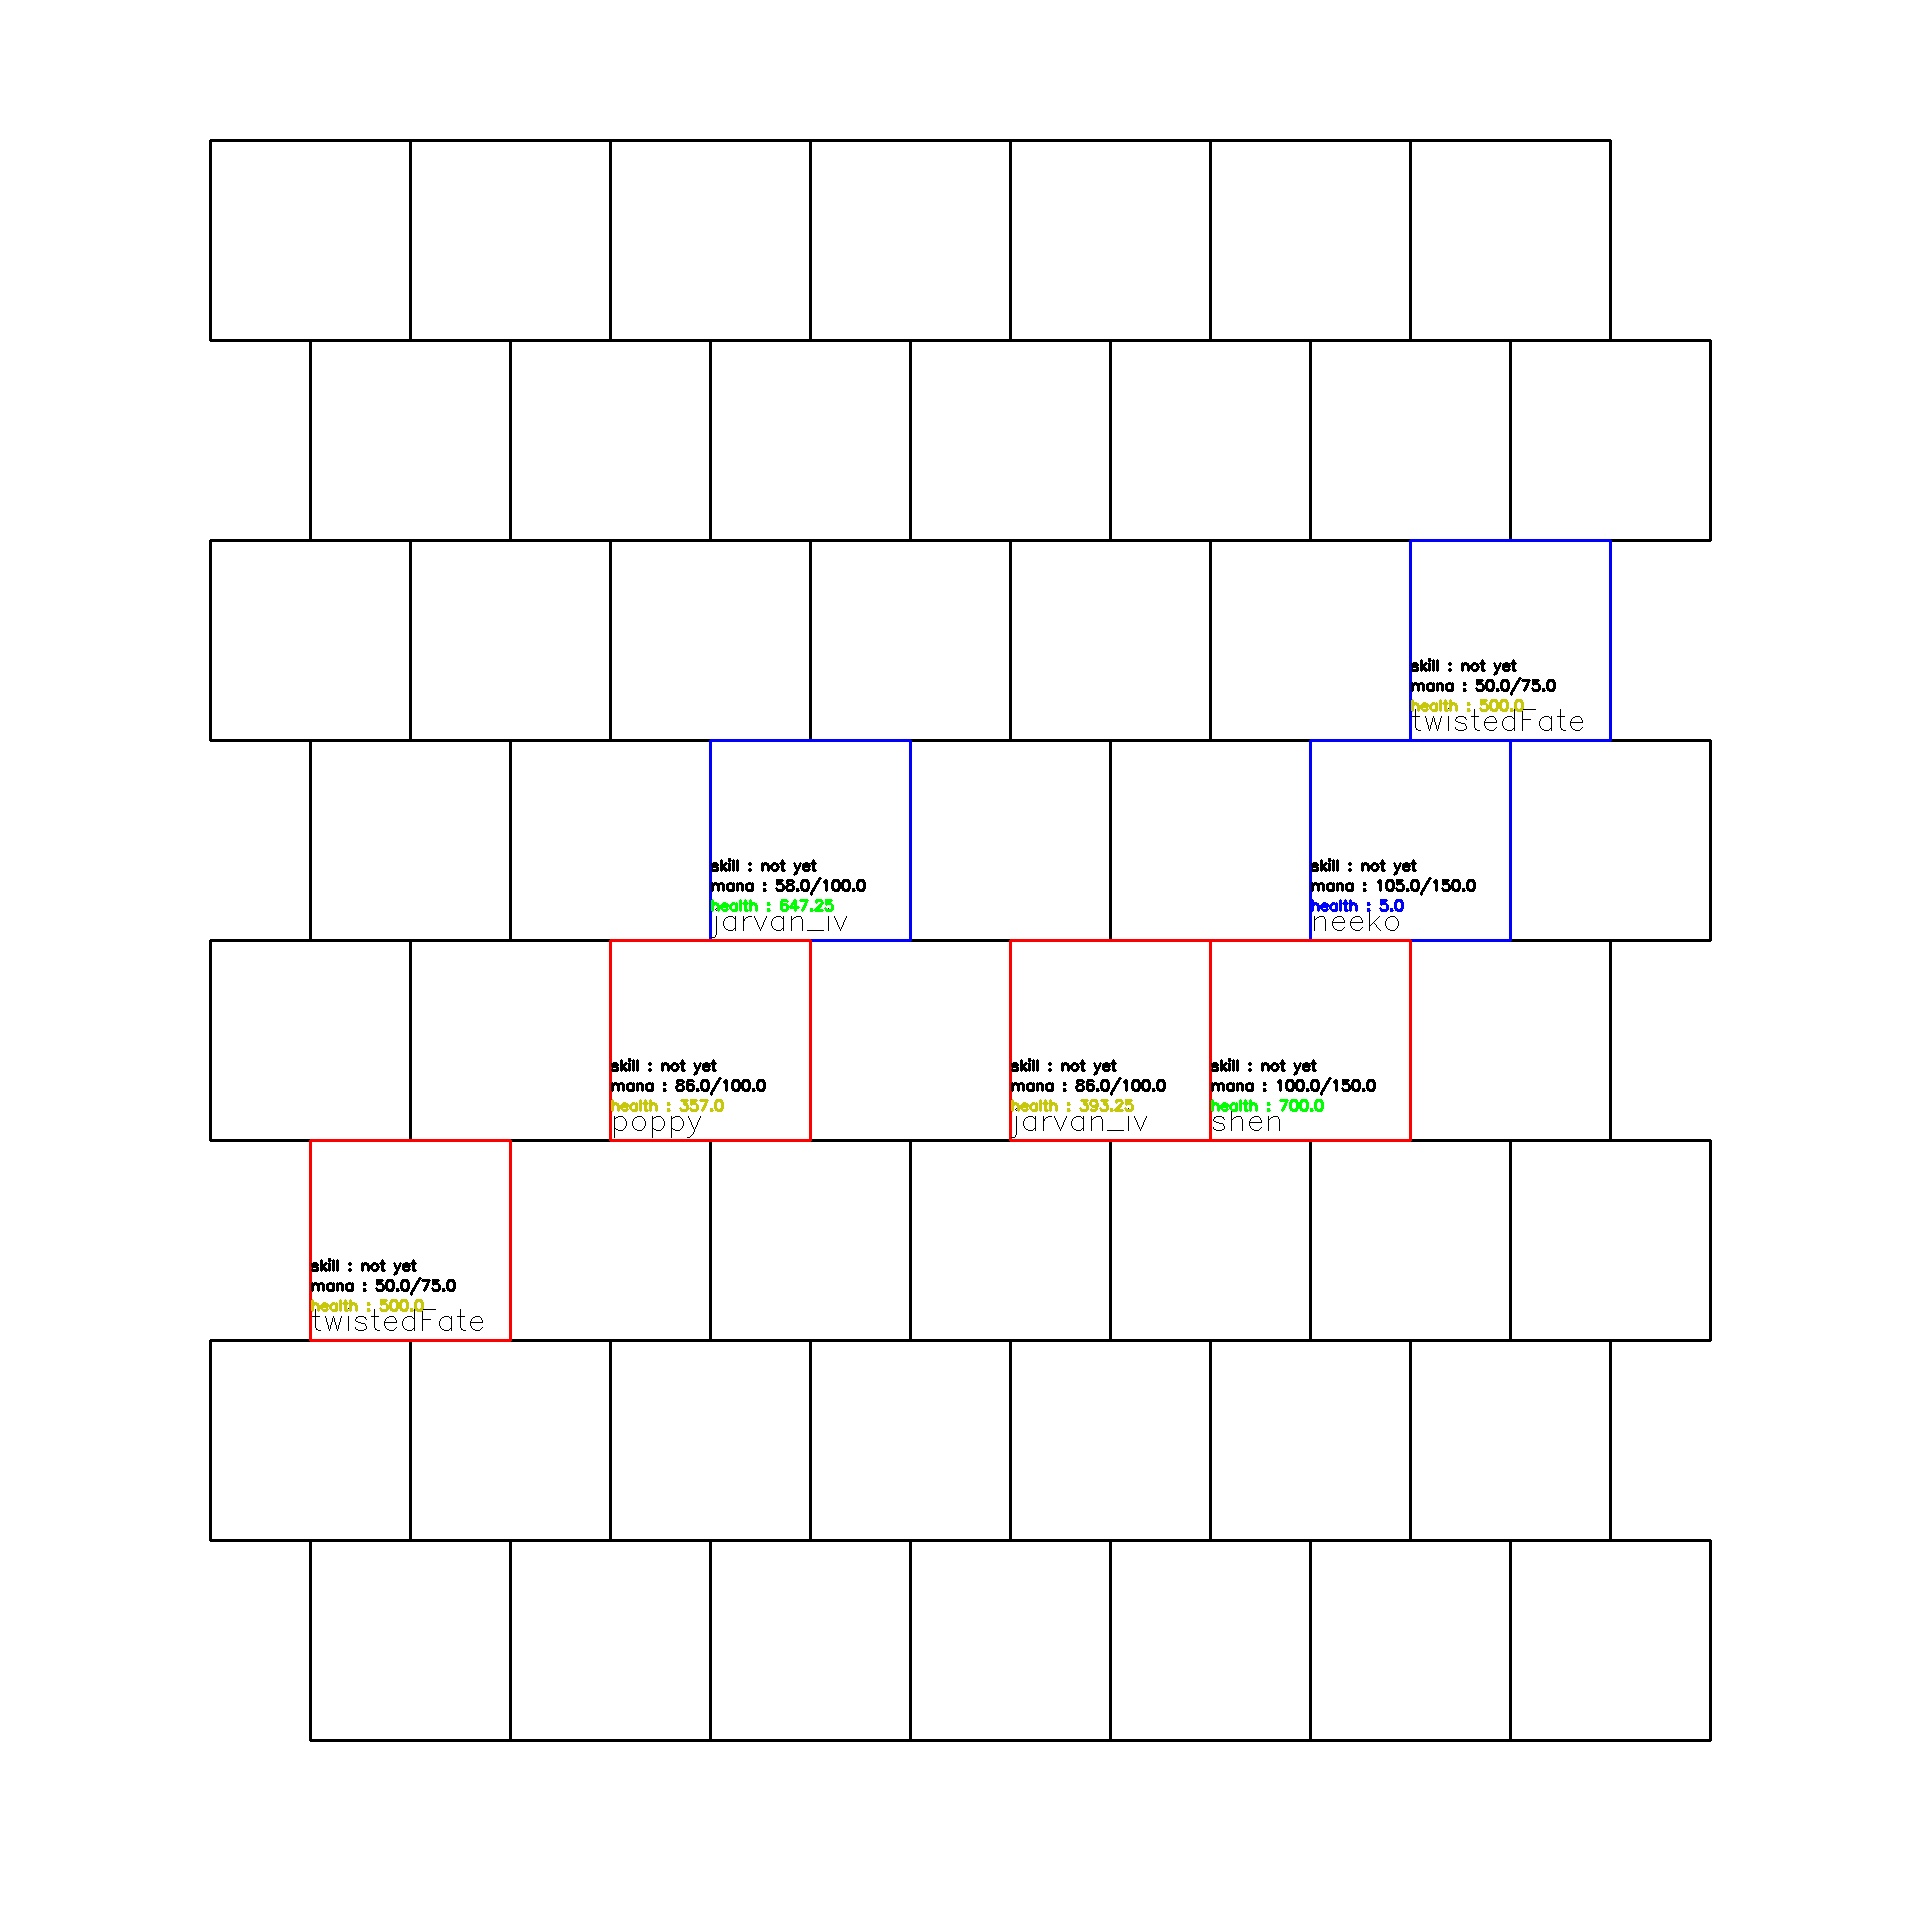 skill : not yet
mana : 50.0/75.0
health : 500.0
twistedFate
skill : not yet
mana : 58.0/100.0
health : 647.25
jarvan_iv
skill : not yet
mana : 105.0/150.0
health : 5.0
neeko
skill : not yet
mana : 86.0/100.0
health : 357.0
poppy
skill : not yet
mana : 86.0/100.0
health : 393.25
jarvan_iv
skill : not yet
mana : 100.0/150.0
health : 700.0
shen
skill : not yet
mana : 50.0/75.0
health : 500.0
twistedFate